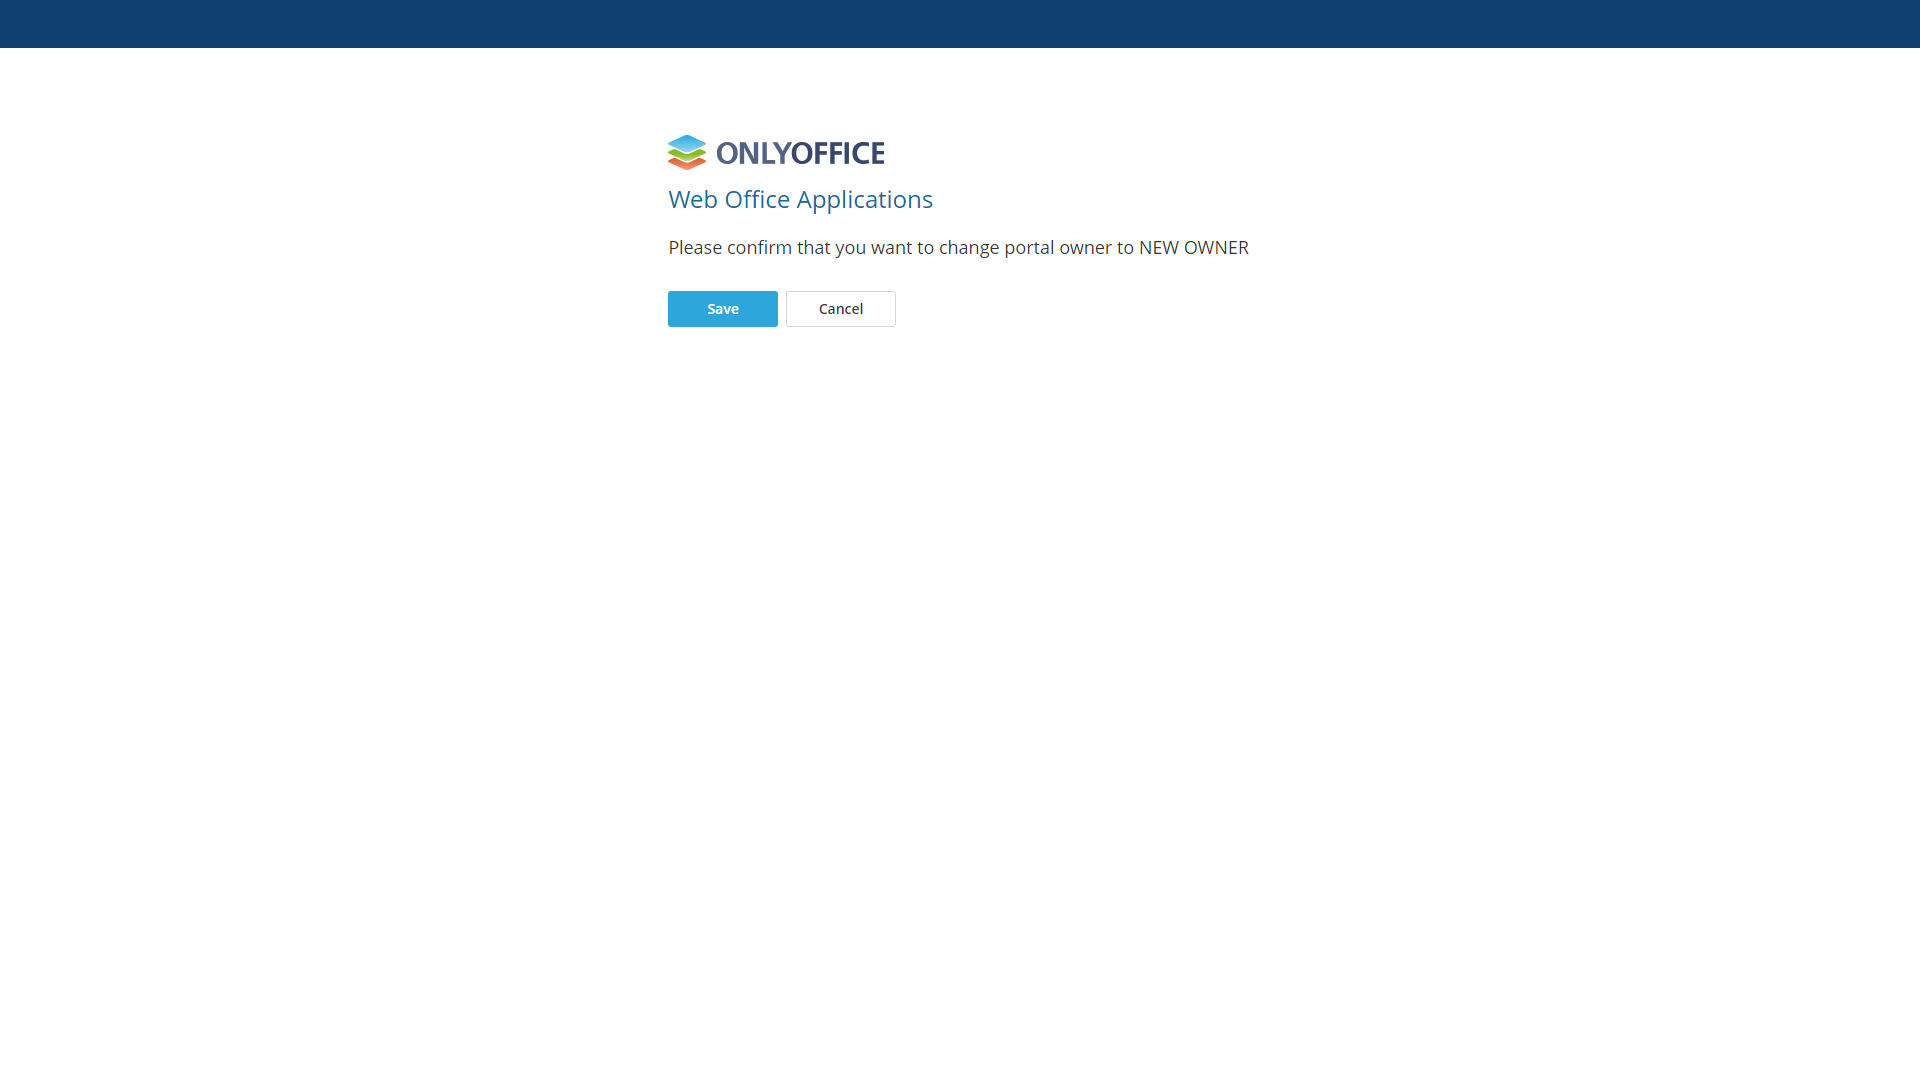 ONLYOFFICE
Web Office Applications
Please confirm that you want to change portal owner to NEW OWNER
Save
Cancel